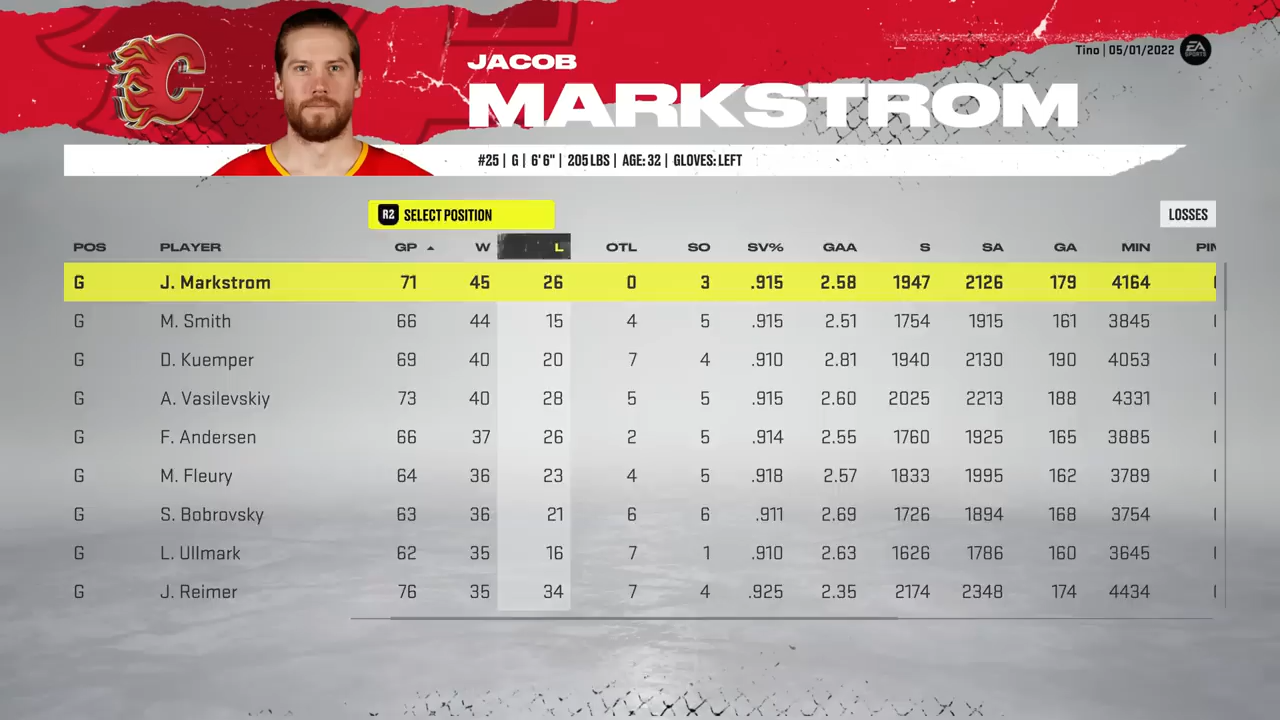 Tino | 05/01/2022 EA SPORTS
JACOB
MARKSTROM
#25 | G | 6' 6" | 205 LBS | AGE: 32 | GLOVES: LEFT
R2 SELECT POSITION
LOSSES
POS PLAYER GP W L OTL SO SV% GAA S SA GA MIN
G J. Markstrom 71 45 26 0 3 .915 2.58 1947 2126 179 4164
G M. Smith 66 44 15 4 5 .915 2.51 1754 1915 161 3845
G D. Kuemper 69 40 20 7 4 .910 2.81 1940 2130 190 4053
G A. Vasilevskiy 73 40 28 5 5 .915 2.60 2025 2213 188 4331
G F. Andersen 66 37 26 2 5 .914 2.55 1760 1925 165 3885
G M. Fleury 64 36 23 4 5 .918 2.57 1833 1995 162 3789
G S. Bobrovsky 63 36 21 6 6 .911 2.69 1726 1894 168 3754
G L. Ullmark 62 35 16 7 1 .910 2.63 1626 1786 160 3645
G J. Reimer 76 35 34 7 4 .925 2.35 2174 2348 174 4434